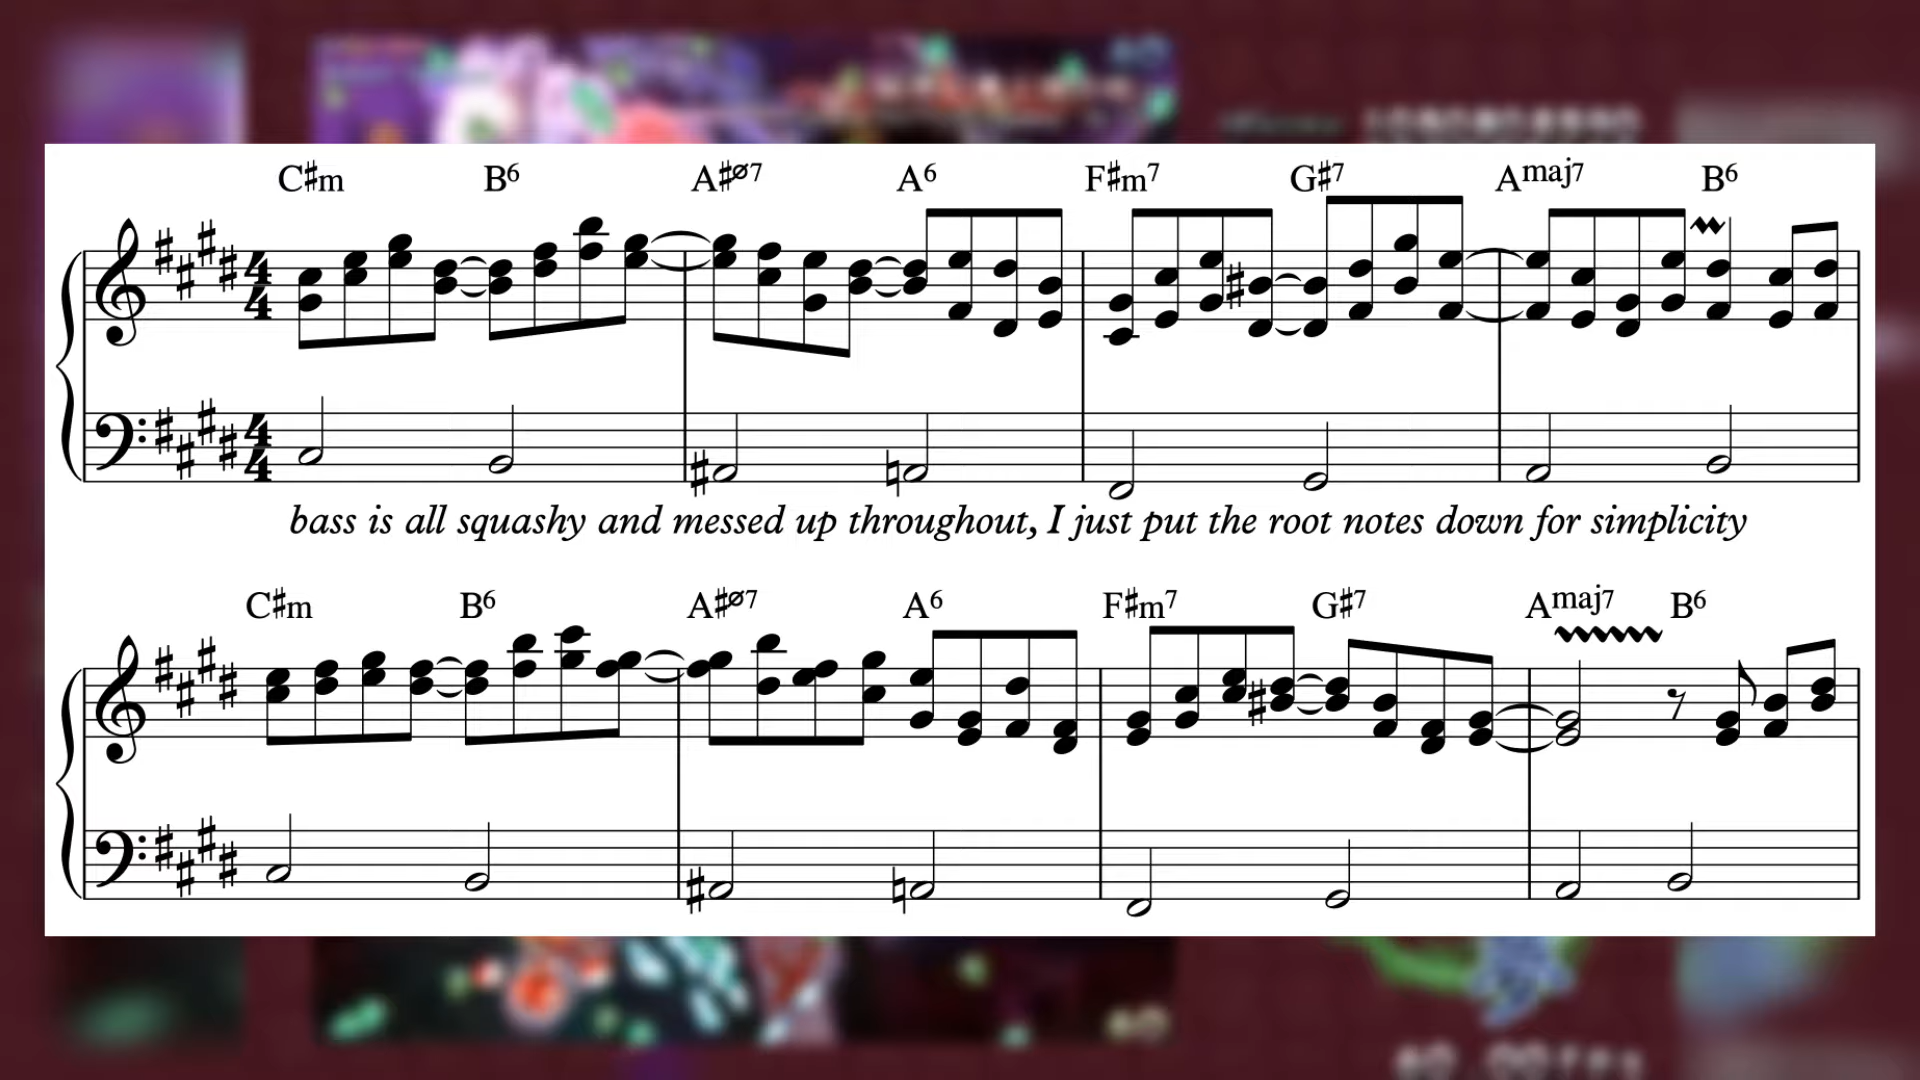 C♯m B6 A♯ø7 A6 F♯m7 G♯7 Amaj7 B6
4 4
4 4
bass is all squashy and messed up throughout, I just put the root notes down for simplicity
C♯m B6 A♯ø7 A6 F♯m7 G♯7 Amaj7 B6